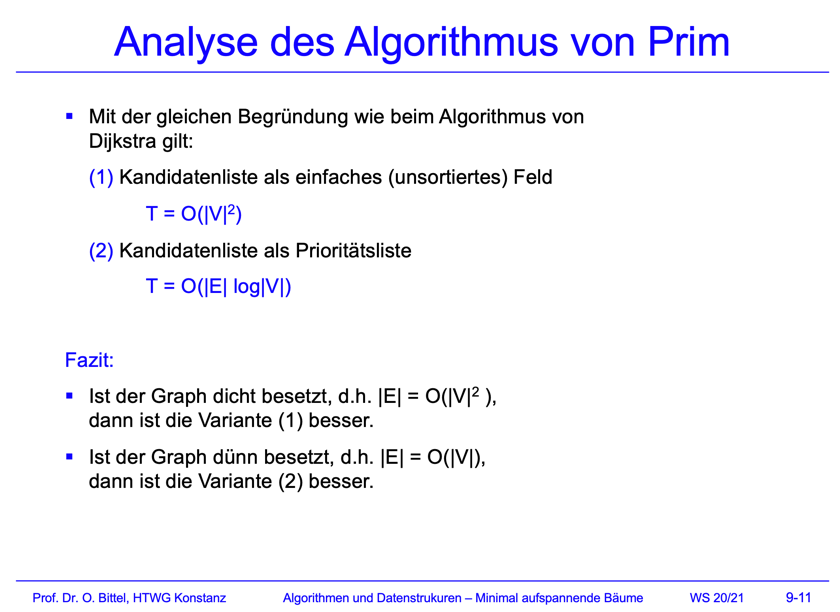 Analyse des Algorithmus von Prim
▪ Mit der gleichen Begründung wie beim Algorithmus von
Dijkstra gilt:
(1) Kandidatenliste als einfaches (unsortiertes) Feld
T = O(|V|²)
(2) Kandidatenliste als Prioritätsliste
T = O(|E| log|V|)
Fazit:
▪ Ist der Graph dicht besetzt, d.h. |E| = O(|V|² ),
dann ist die Variante (1) besser.
▪ Ist der Graph dünn besetzt, d.h. |E| = O(|V|),
dann ist die Variante (2) besser.
Prof. Dr. O. Bittel, HTWG Konstanz Algorithmen und Datenstrukuren – Minimal aufspannende Bäume WS 20/21 9-11